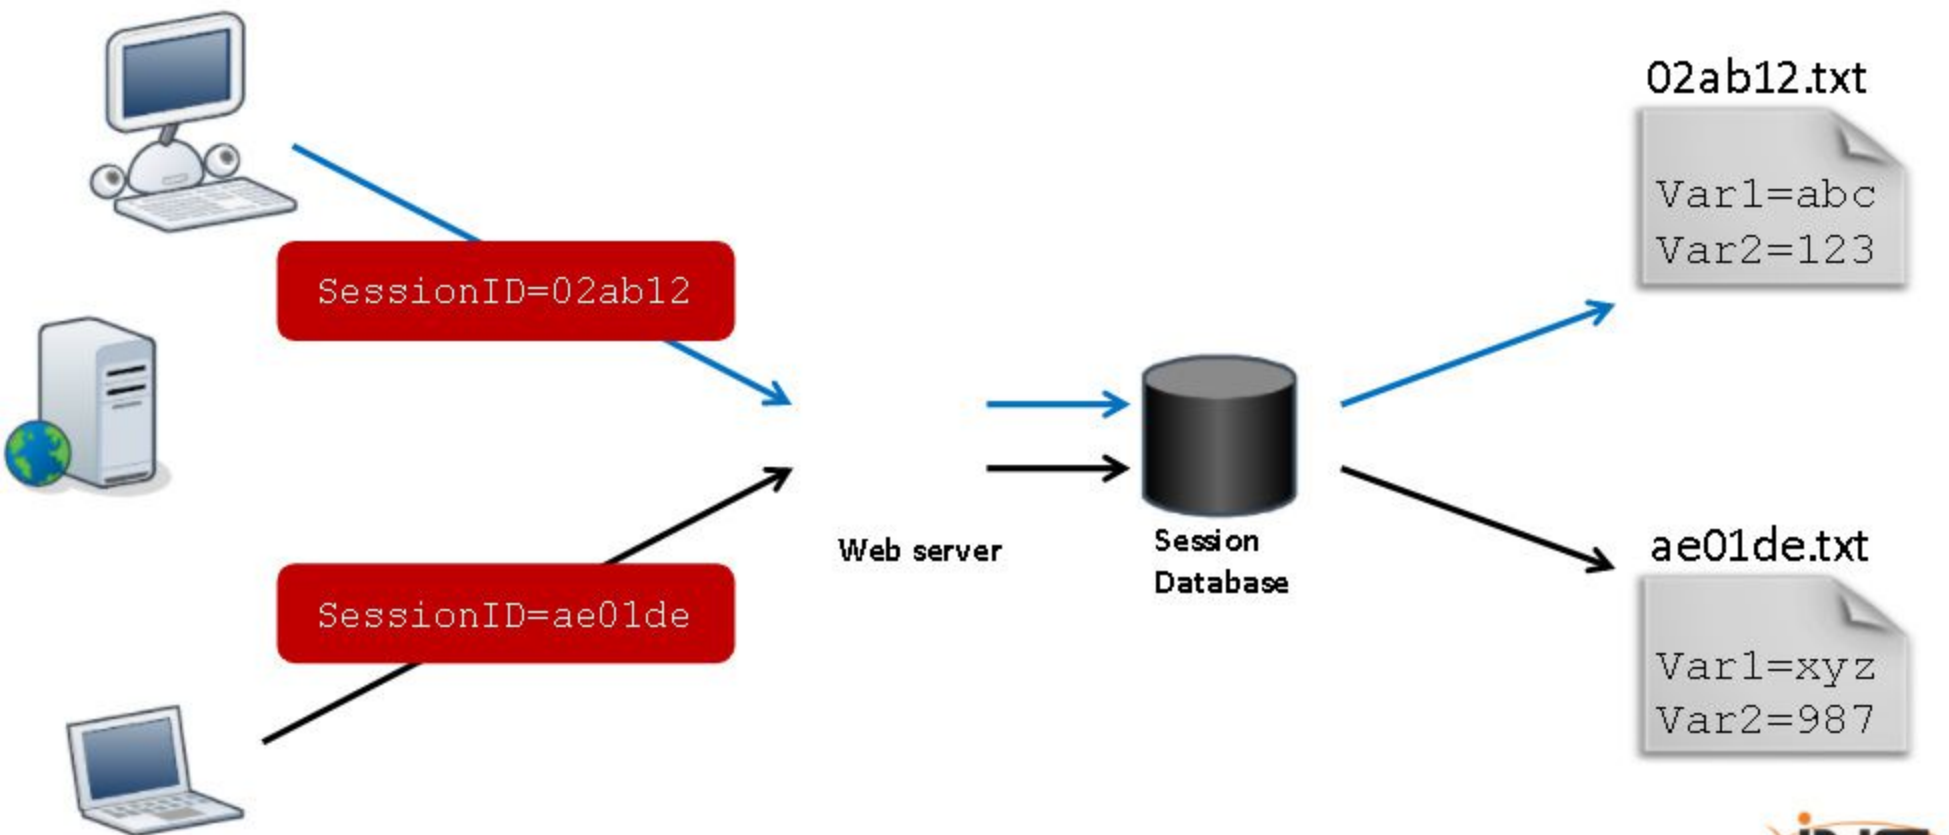 02ab12.txt
Var1=abc
Var2=123
SessionID=02ab12
Web server
Session
Database
SessionID=ae01de
ae01de.txt
Var1=xyz
Var2=987